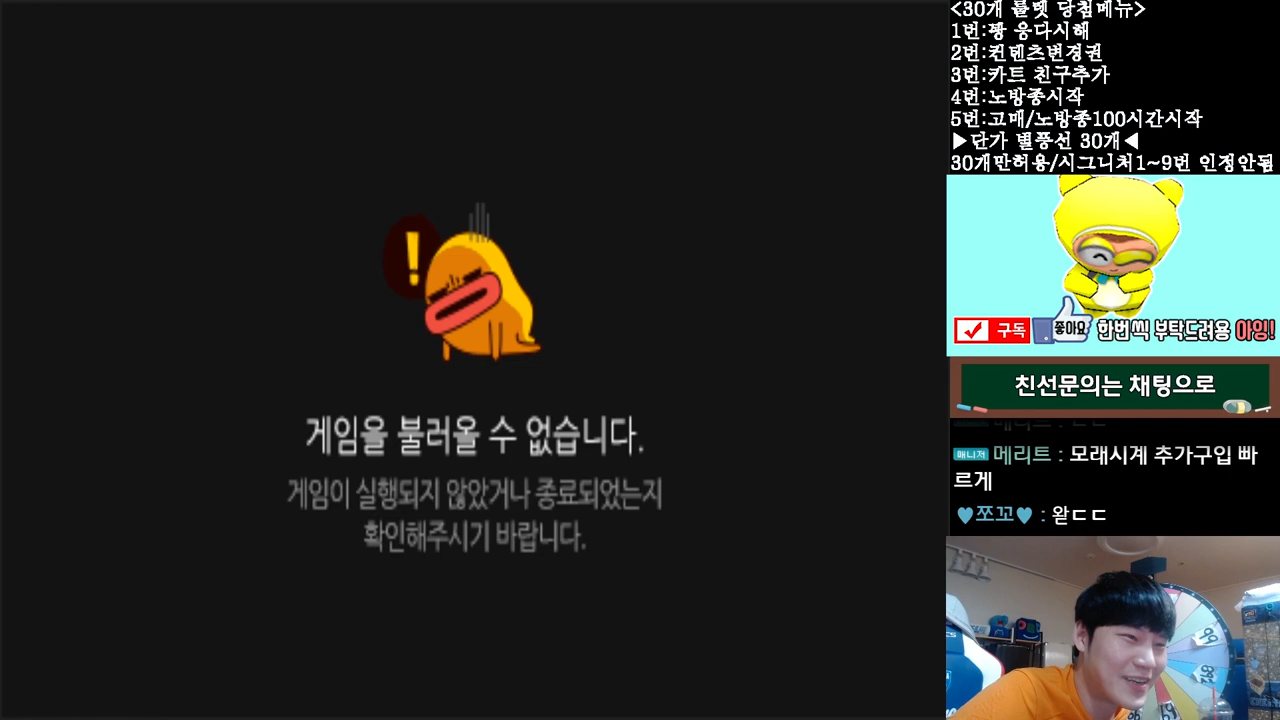 <30개 룰렛 당첨메뉴>
1번:꽝 응다시해
2번:컨텐츠변경권
3번:카트 친구추가
4번:노방종시작
5번:고매/노방종100시간시작
▶단가 별풍선 30개◀
30개만허용/시그니처1~9번 인정안됨
!
게임을 불러올 수 없습니다.
게임이 실행되지 않았거나 종료되었는지
확인해주시기 바랍니다.
구독 좋아요 한번씩 부탁드려용 아잉!
친선문의는 채팅으로
매니저 메리트 : 모래시계 추가구입 빠
르게
♥쪼꼬♥ : 왇ㄷㄷ